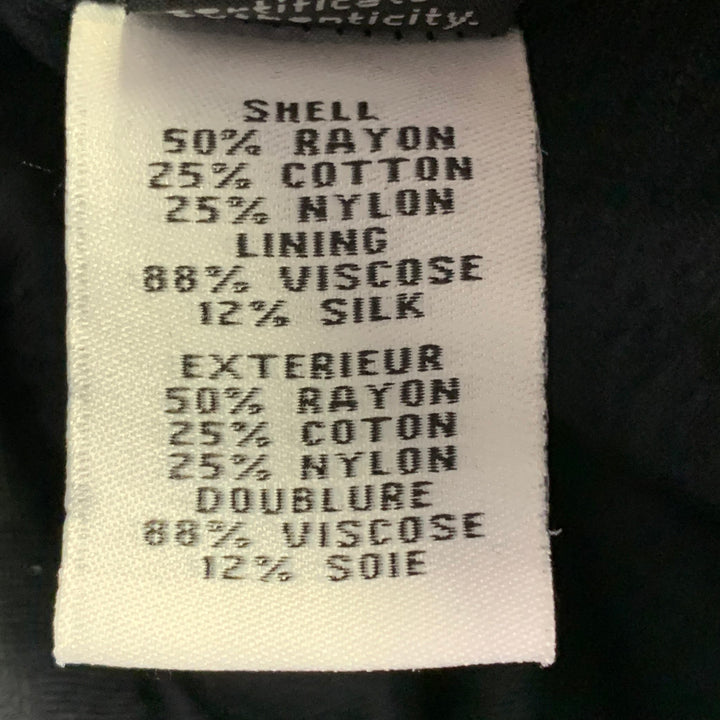 authenticity.
SHELL
50% RAYON
25% COTTON
25% NYLON
LINING
88% VISCOSE
12% SILK
EXTERIEUR
50% RAYON
25% COTON
25% NYLON
DOUBLURE
88% VISCOSE
12% SOIE